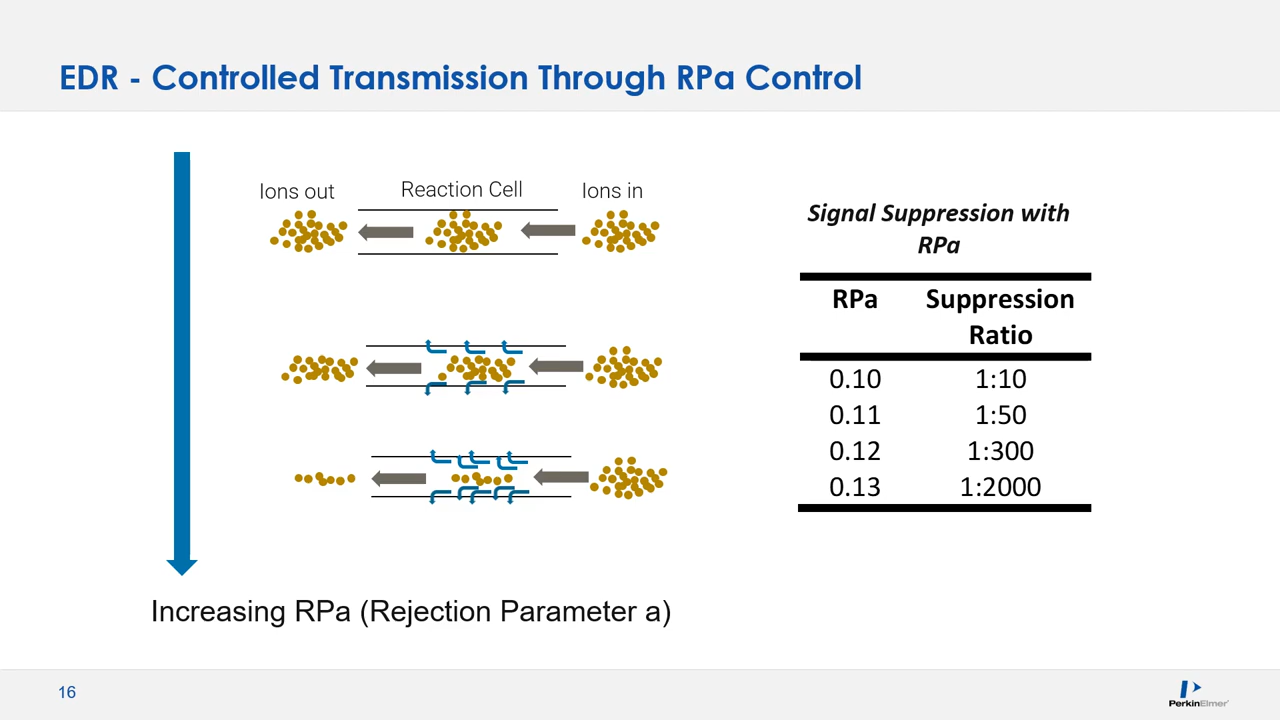 EDR - Controlled Transmission Through RPa Control
Ions out
Reaction Cell
Ions in
Signal Suppression with
RPa
RPa
Suppression
Ratio
0.10 1:10
0.11 1:50
0.12 1:300
0.13 1:2000
Increasing RPa (Rejection Parameter a)
16
PerkinElmer